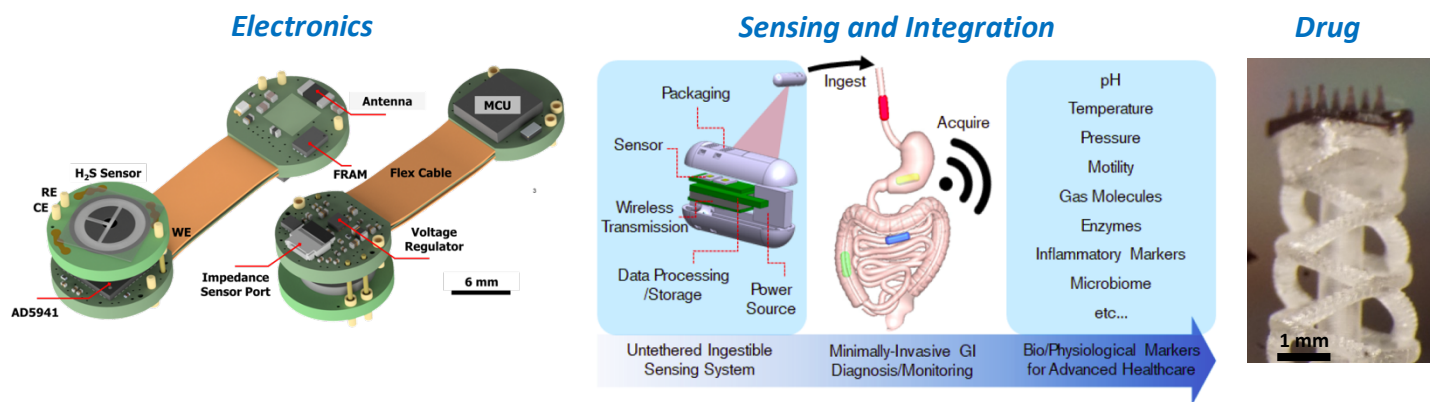 Electronics
Antenna
MCU
H₂S Sensor
FRAM
Flex Cable
RE
CE
WE
Voltage
Regulator
Impedance
Sensor Port
6 mm
AD5941
3
Sensing and Integration
Packaging
Ingest
Sensor
Acquire
Wireless
Transmission
Data Processing
/Storage
Power
Source
pH
Temperature
Pressure
Motility
Gas Molecules
Enzymes
Inflammatory Markers
Microbiome
etc...
Untethered Ingestible
Sensing System
Minimally-Invasive GI
Diagnosis/Monitoring
Bio/Physiological Markers
for Advanced Healthcare
Drug
1 mm